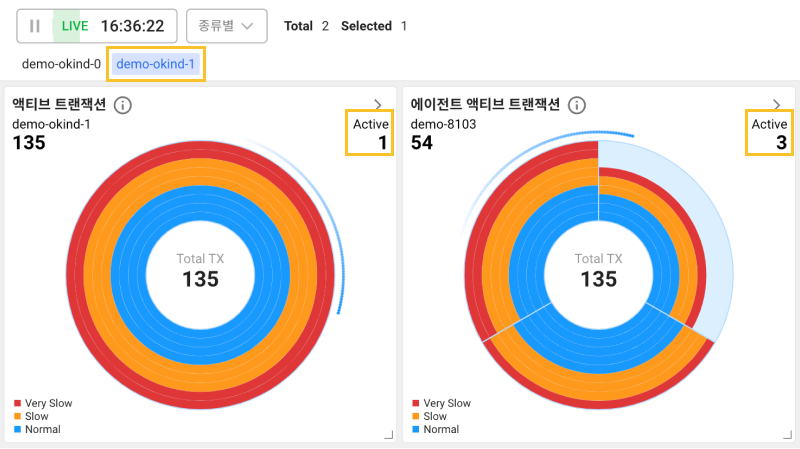 LIVE 16:36:22 종류별 Total 2 Selected 1
demo-okind-0 demo-okind-1
액티브 트랜잭션
demo-okind-1 Active
135 1
Total TX
135
Very Slow
Slow
Normal
에이전트 액티브 트랜잭션
demo-8103 Active
54 3
Total TX
135
Very Slow
Slow
Normal